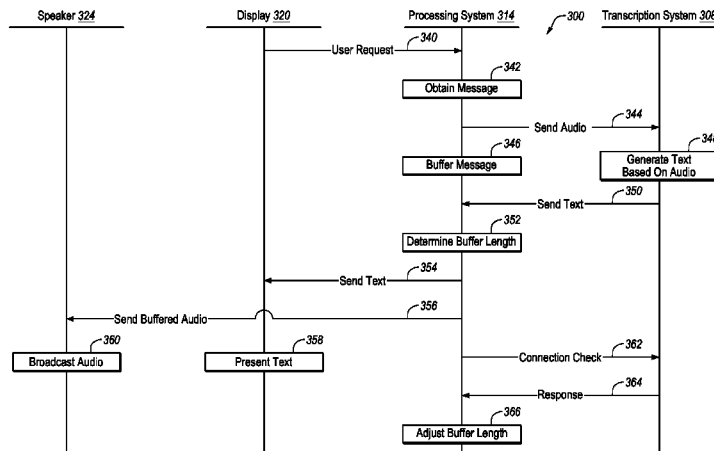 Speaker 324
Display 320
Processing System 314
300
Transcription System 308
340
User Request
342
Obtain Message
344
Send Audio
346
Buffer Message
Generate Text
Based On Audio
350
Send Text
352
Determine Buffer Length
354
Send Text
356
Send Buffered Audio
360
Broadcast Audio
358
Present Text
362
Connection Check
364
Response
366
Adjust Buffer Length